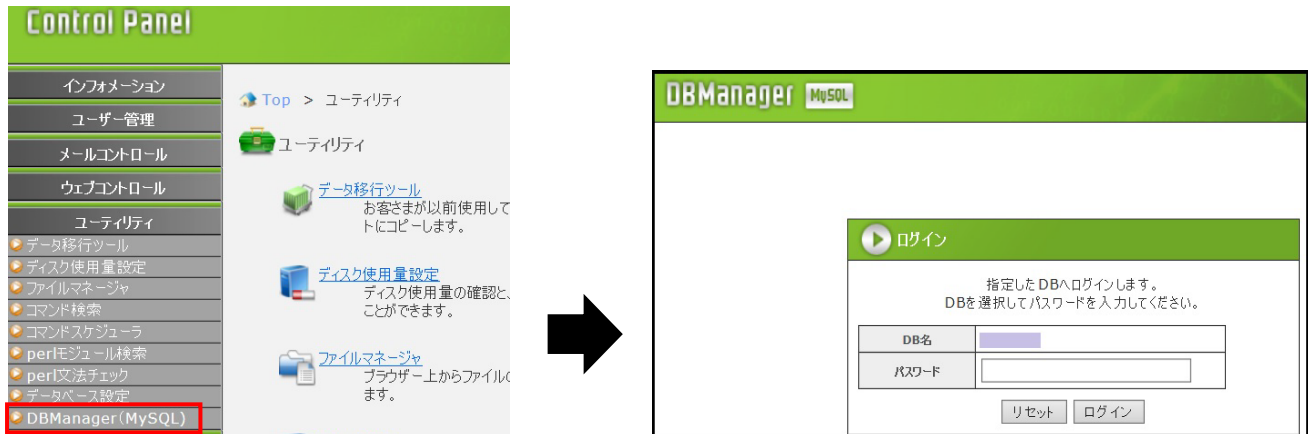 Control Panel
インフォメーション
ユーザー管理
メールコントロール
ウェブコントロール
ユーティリティ
データ移行ツール
ディスク使用量設定
ファイルマネージャ
コマンド検索
コマンドスケジューラ
perlモジュール検索
perl文法チェック
データベース設定
DBManager(MySQL)
Top > ユーティリティ
ユーティリティ
データ移行ツール
お客さまが以前使用して
トにコピーします。
ディスク使用量設定
ディスク使用量の確認と、
ことができます。
ファイルマネージャ
ブラウザー上からファイルの
ます。
DBManager MySQL
ログイン
指定したDBへログインします。
DBを選択してパスワードを入力してください。
DB名
パスワード
リセット ログイン